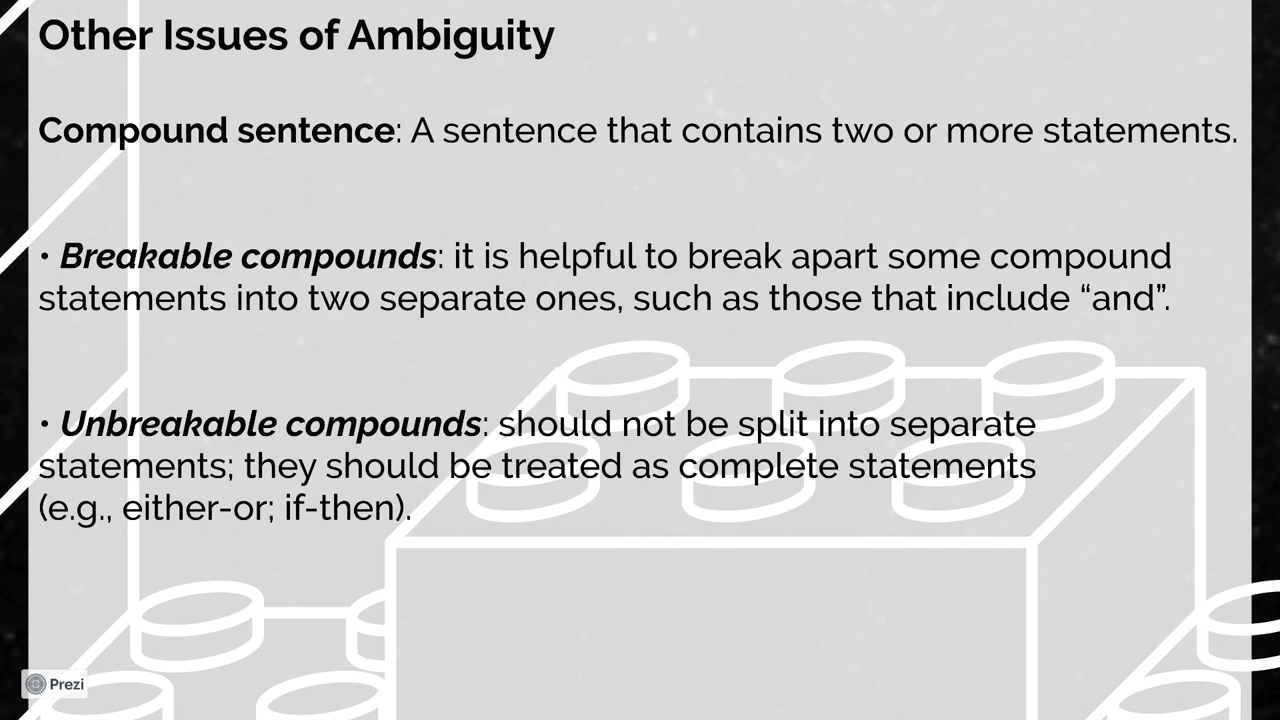 Other Issues of Ambiguity
Compound sentence: A sentence that contains two or more statements.
• Breakable compounds: it is helpful to break apart some compound
statements into two separate ones, such as those that include “and”.
• Unbreakable compounds: should not be split into separate
statements; they should be treated as complete statements
(e.g., either-or; if-then).
Prezi